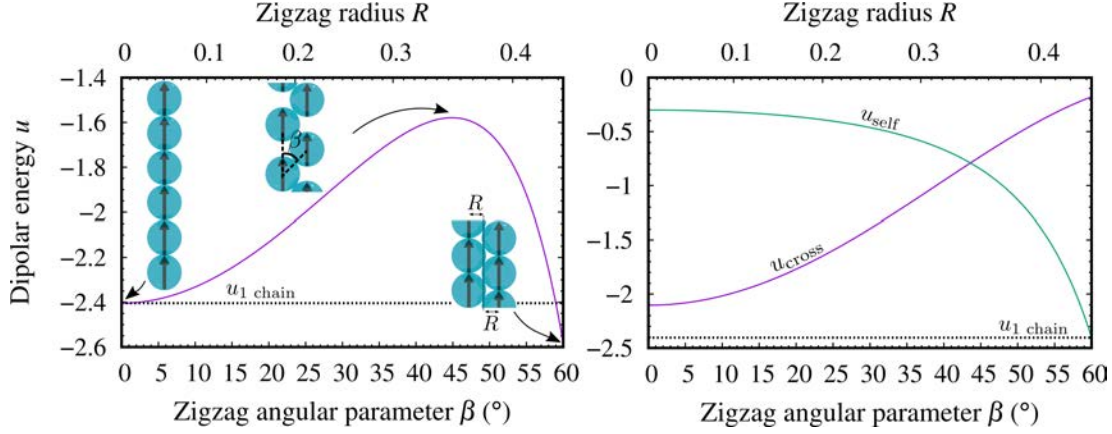 Zigzag radius R
0 0.1 0.2 0.3 0.4
Dipolar energy u
−1.4
−1.6
−1.8
−2
−2.2
−2.4
−2.6
β
R
R
u1 chain
0 5 10 15 20 25 30 35 40 45 50 55 60
Zigzag angular parameter β (°)
Zigzag radius R
0 0.1 0.2 0.3 0.4
0
−0.5
−1
−1.5
−2
−2.5
uself
ucross
u1 chain
0 5 10 15 20 25 30 35 40 45 50 55 60
Zigzag angular parameter β (°)